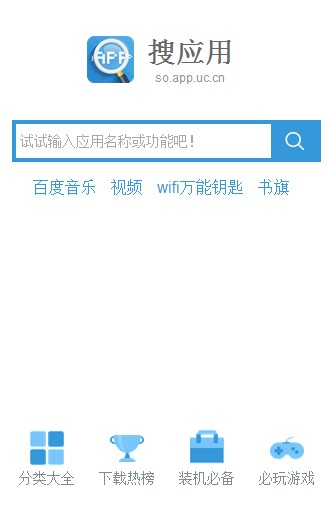 APP
搜应用
so.app.uc.cn
试试输入应用名称或功能吧!
百度音乐 视频 wifi万能钥匙 书旗
分类大全 下载热榜 装机必备 必玩游戏